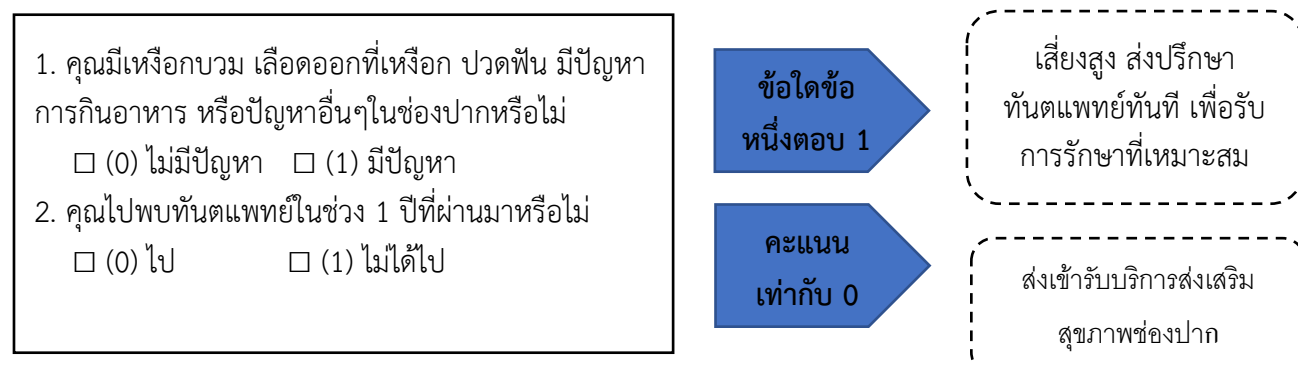 1. คุณมีเหงือกบวม เลือดออกที่เหงือก ปวดฟัน มีปัญหา
การกินอาหาร หรือปัญหาอื่นๆในช่องปากหรือไม่
☐ (0) ไม่มีปัญหา ☐ (1) มีปัญหา
2. คุณไปพบทันตแพทย์ในช่วง 1 ปีที่ผ่านมาหรือไม่
☐ (0) ไป ☐ (1) ไม่ได้ไป
ข้อใดข้อ
หนึ่งตอบ 1
เสี่ยงสูง ส่งปรึกษา
ทันตแพทย์ทันที เพื่อรับ
การรักษาที่เหมาะสม
คะแนน
เท่ากับ 0
ส่งเข้ารับบริการส่งเสริม
สุขภาพช่องปาก